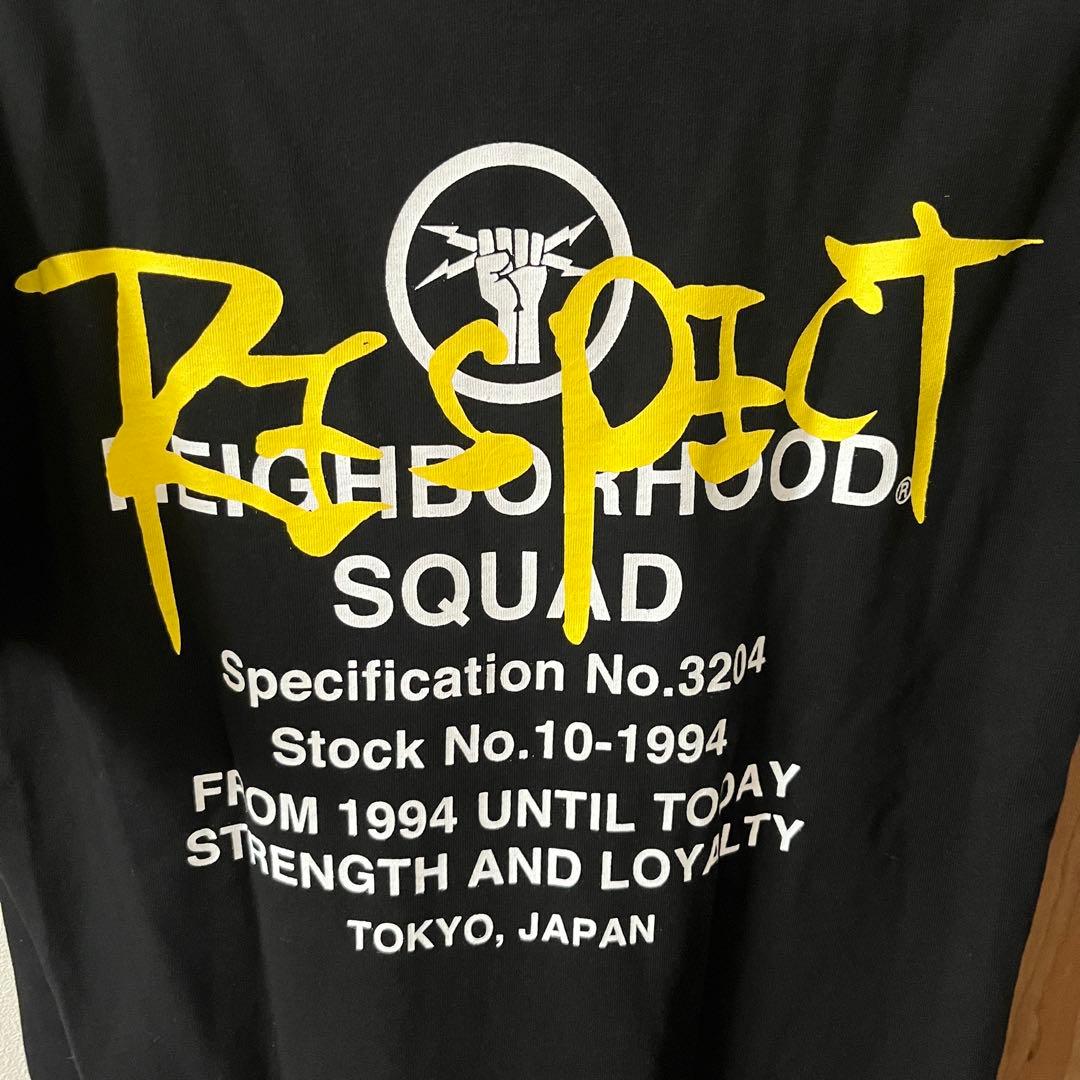 RESPECT
NEIGHBORHOOD®
SQUAD
Specification No.3204
Stock No.10-1994
FROM 1994 UNTIL TODAY
STRENGTH AND LOYALTY
TOKYO, JAPAN